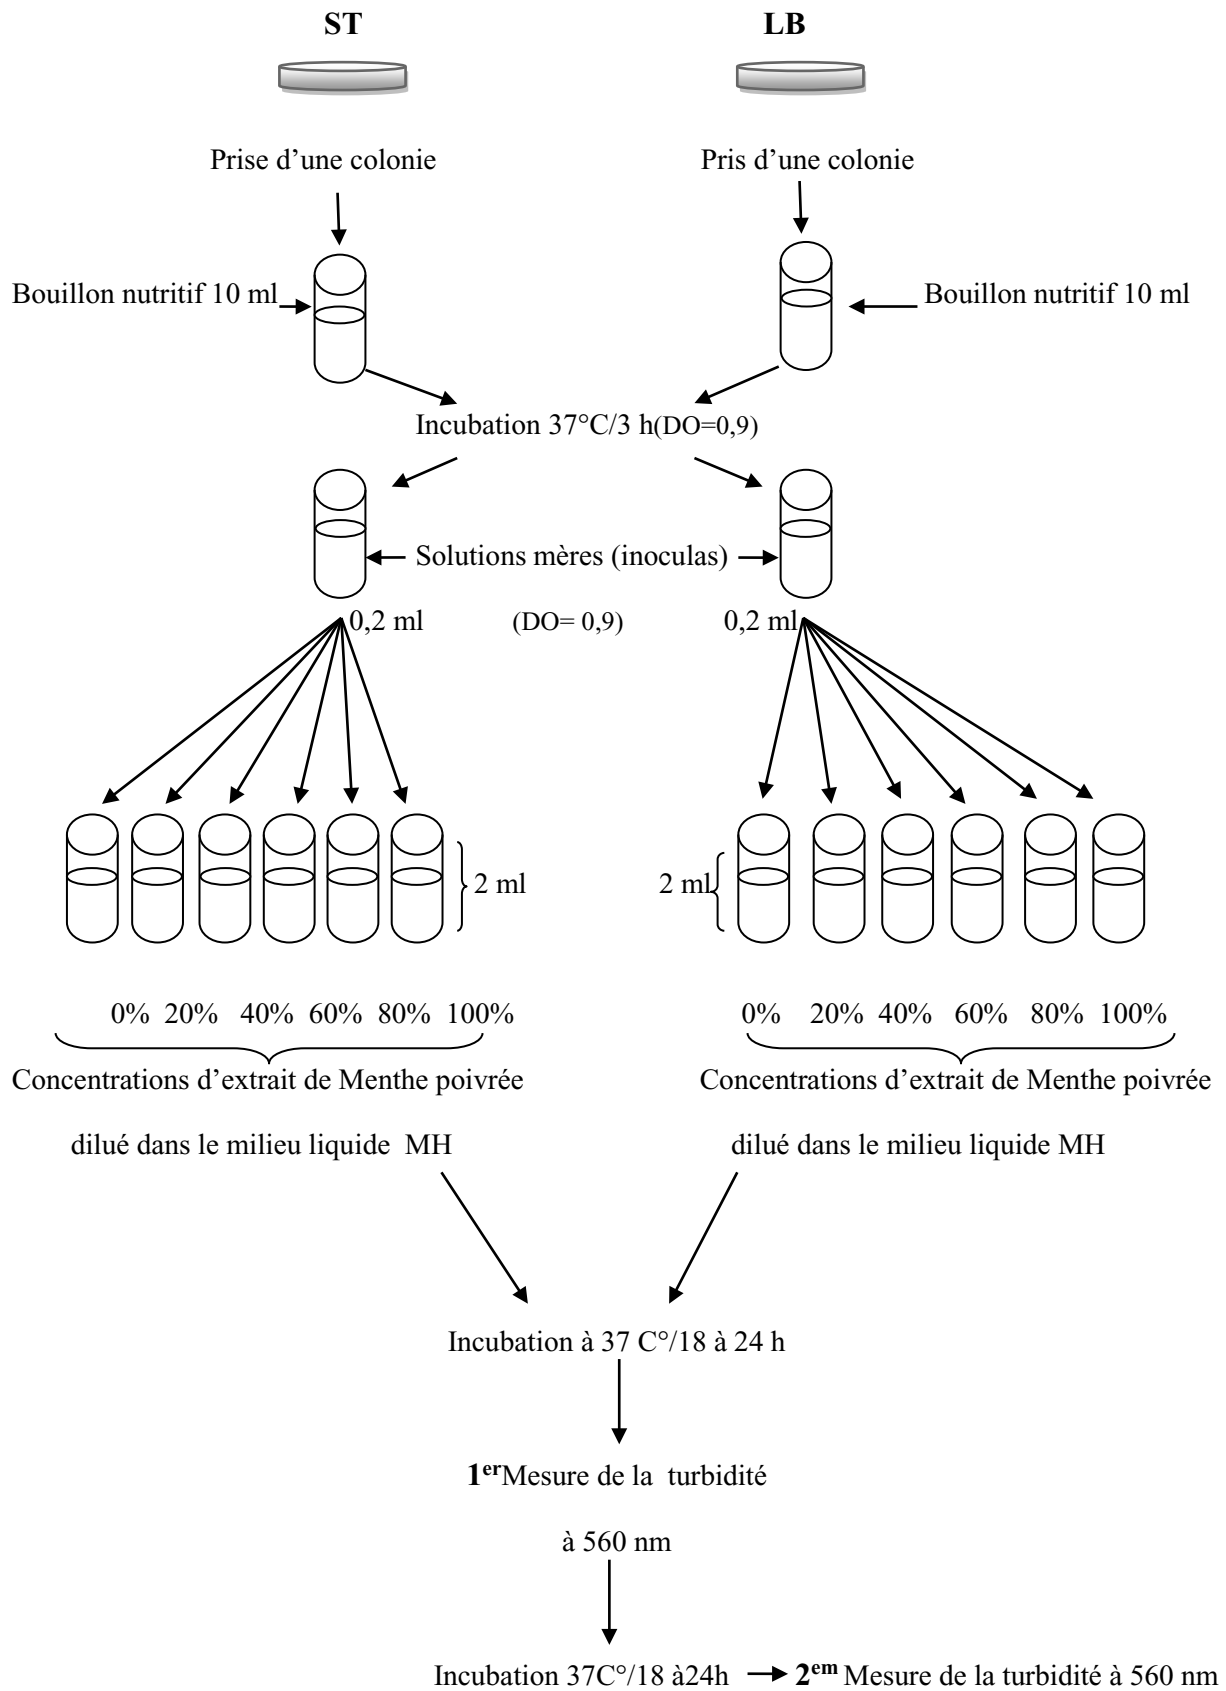 ST LB
Prise d’une colonie Pris d’une colonie
Bouillon nutritif 10 ml Bouillon nutritif 10 ml
Incubation 37°C/3 h(DO=0,9)
Solutions mères (inoculas)
0,2 ml (DO= 0,9) 0,2 ml
2 ml 2 ml
0% 20% 40% 60% 80% 100% 0% 20% 40% 60% 80% 100%
Concentrations d’extrait de Menthe poivrée Concentrations d’extrait de Menthe poivrée
dilué dans le milieu liquide MH dilué dans le milieu liquide MH
Incubation à 37 C°/18 à 24 h
1erMesure de la turbidité
à 560 nm
Incubation 37C°/18 à24h 2em Mesure de la turbidité à 560 nm